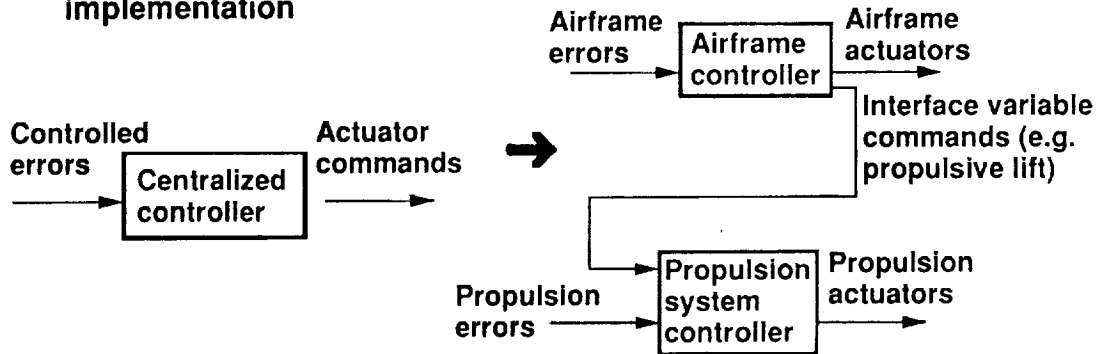 implementation
Controlled
errors
Centralized
controller
Actuator
commands
Airframe
errors
Airframe
controller
Airframe
actuators
Interface variable
commands (e.g.
propulsive lift)
Propulsion
errors
Propulsion
system
controller
Propulsion
actuators